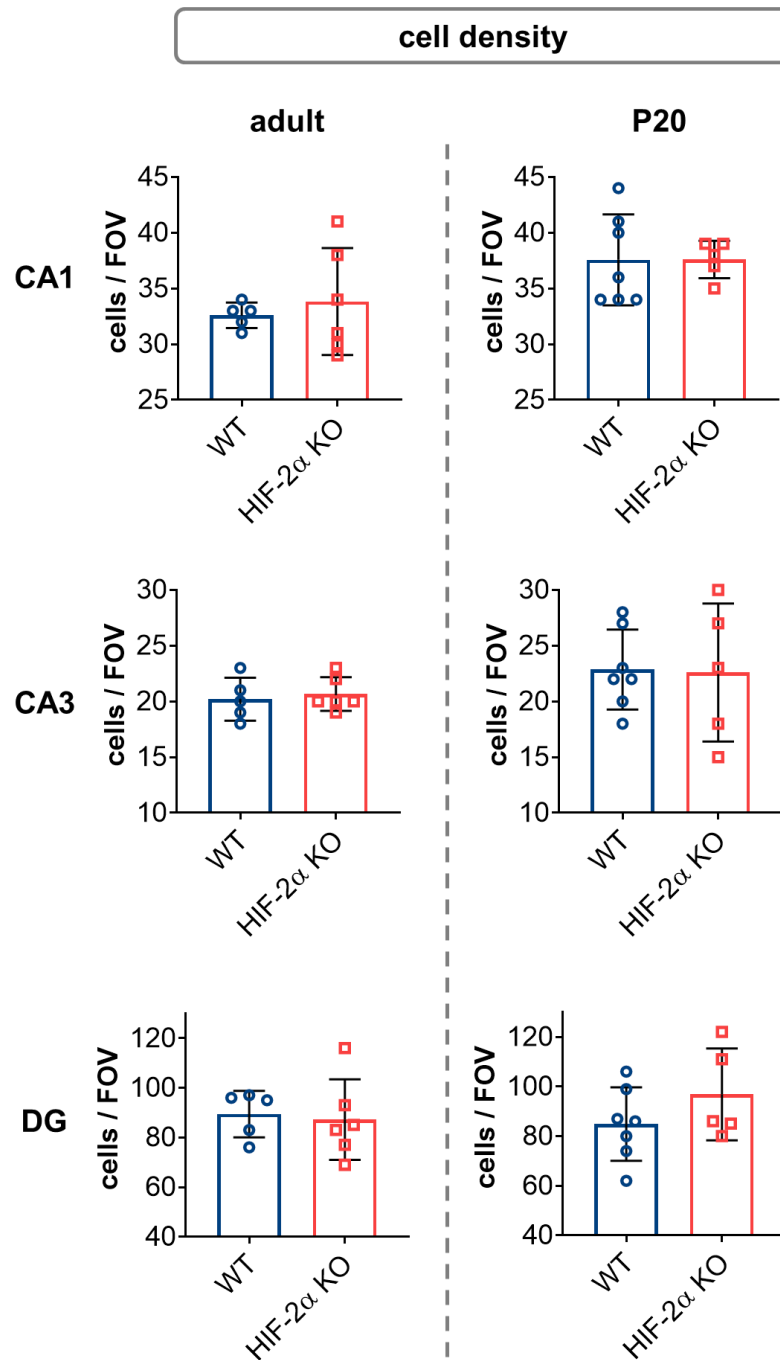 cell density
adult
P20
CA1
cells / FOV
45
40
35
30
25
WT
HIF-2α KO
cells / FOV
45
40
35
30
25
WT
HIF-2α KO
CA3
cells / FOV
30
25
20
15
10
WT
HIF-2α KO
cells / FOV
30
25
20
15
10
WT
HIF-2α KO
DG
cells / FOV
120
100
80
60
40
WT
HIF-2α KO
cells / FOV
120
100
80
60
40
WT
HIF-2α KO